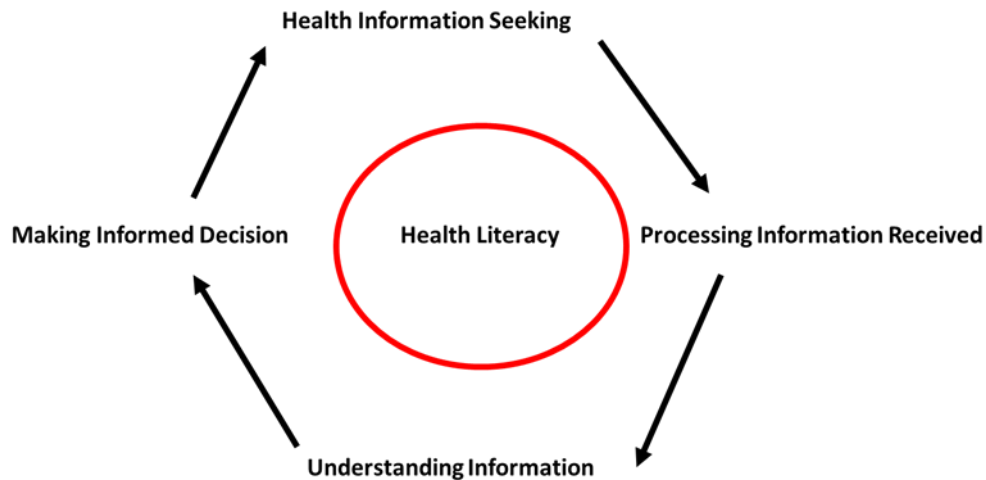 Health Information Seeking
Making Informed Decision
Health Literacy
Processing Information Received
Understanding Information